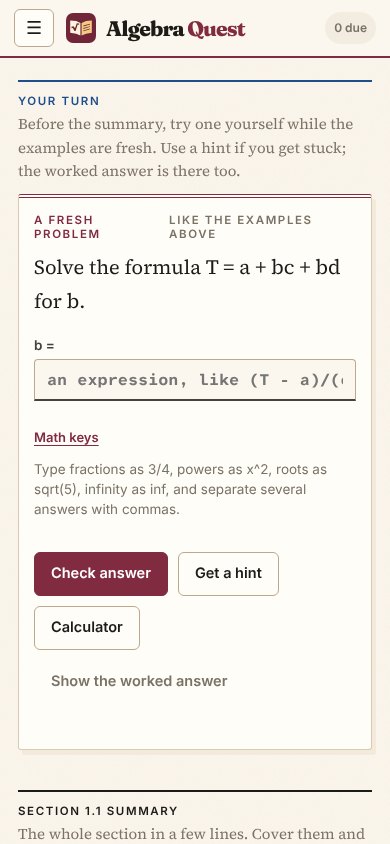 ☰ Algebra Quest 0 due
YOUR TURN
Before the summary, try one yourself while the
examples are fresh. Use a hint if you get stuck;
the worked answer is there too.
A FRESH
PROBLEM
LIKE THE EXAMPLES
ABOVE
Solve the formula T = a + bc + bd
for b.
b =
an expression, like (T - a)/(
Math keys
Type fractions as 3/4, powers as x^2, roots as
sqrt(5), infinity as inf, and separate several
answers with commas.
Check answer Get a hint
Calculator
Show the worked answer
SECTION 1.1 SUMMARY
The whole section in a few lines. Cover them and